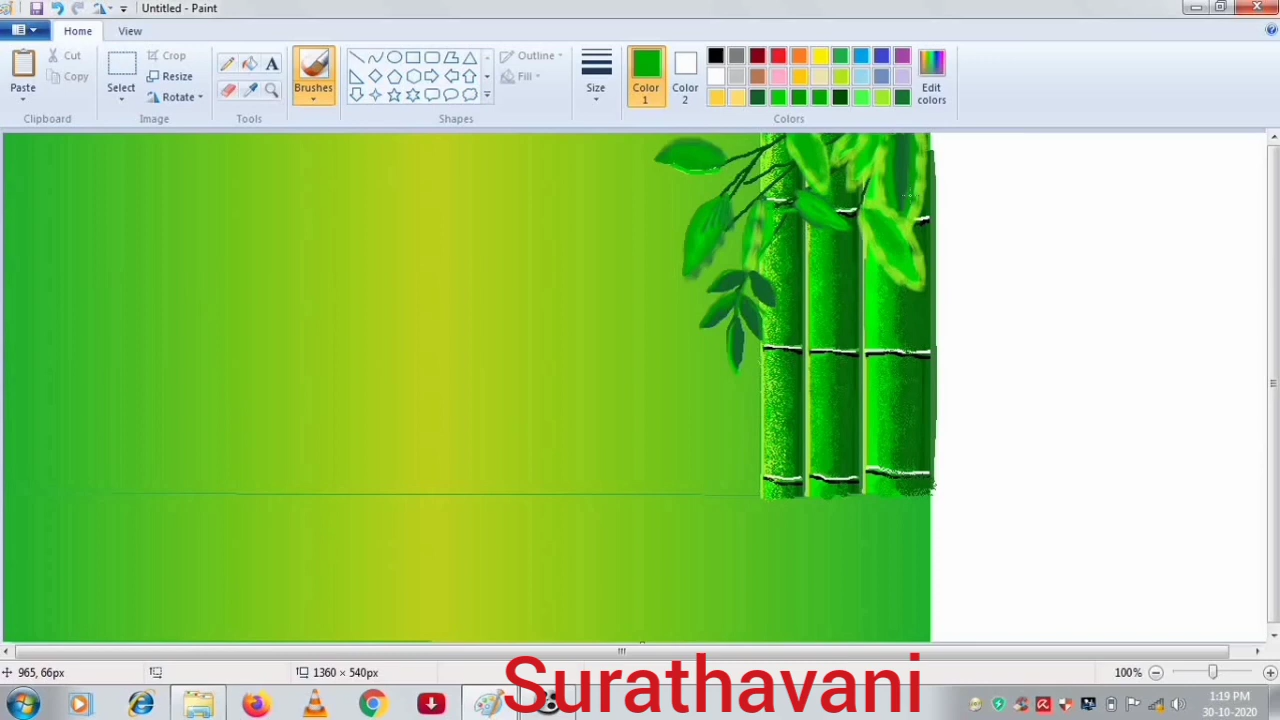 Untitled - Paint
Home View
Paste
Cut
Copy
Clipboard
Select
Crop
Resize
Rotate
Image
A
Tools
Brushes
Outline
Fill
Shapes
Size
Color 1
Color 2
Edit colors
Colors
965, 66px
1360 × 540px
100%
Surathavani
1:19 PM
30-10-2020